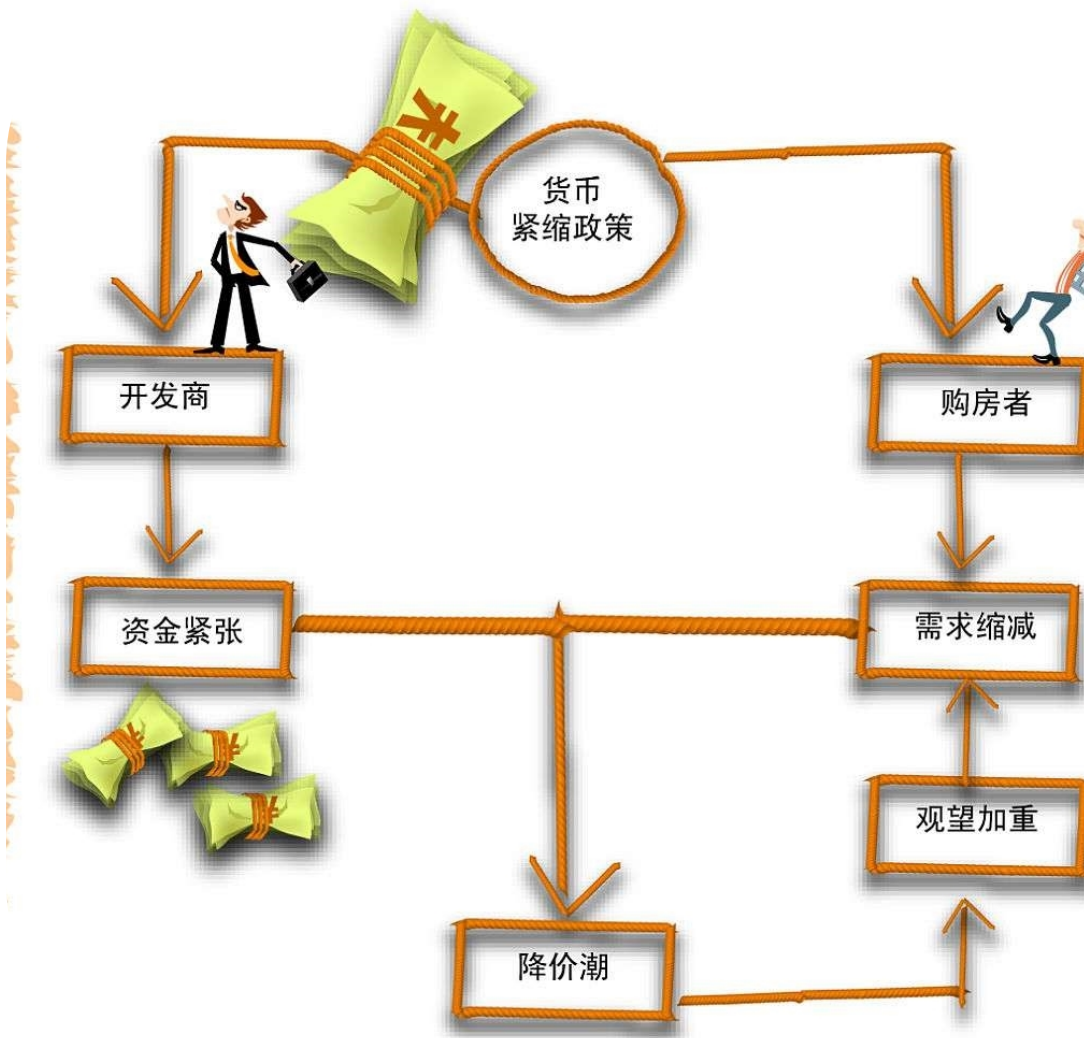 货币
紧缩政策
开发商
购房者
资金紧张
需求缩减
观望加重
降价潮